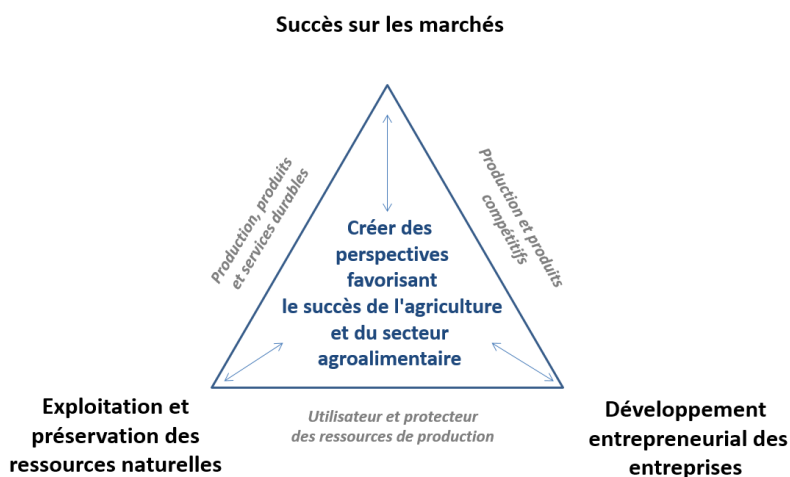 Succès sur les marchés
Production, produits
et services durables
Production et produits
compétitifs
Créer des
perspectives
favorisant
le succès de l'agriculture
et du secteur
agroalimentaire
Exploitation et
préservation des
ressources naturelles
Utilisateur et protecteur
des ressources de production
Développement
entrepreneurial des
entreprises